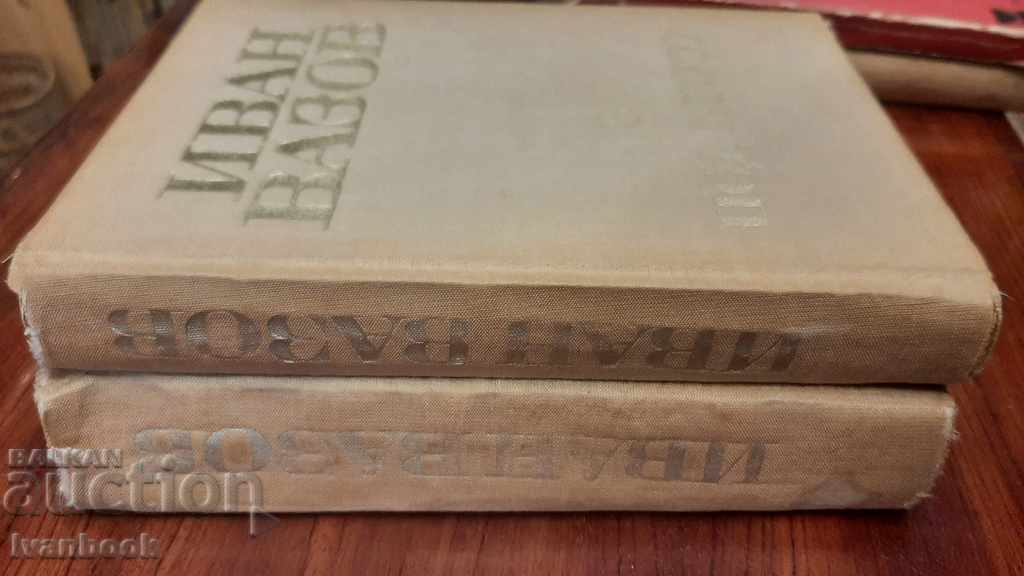 ИВАН
ВАЗОВ
ИВАН ВАЗОВ
ИВАН ВАЗОВ
BALKAN
auction
Ivanbook